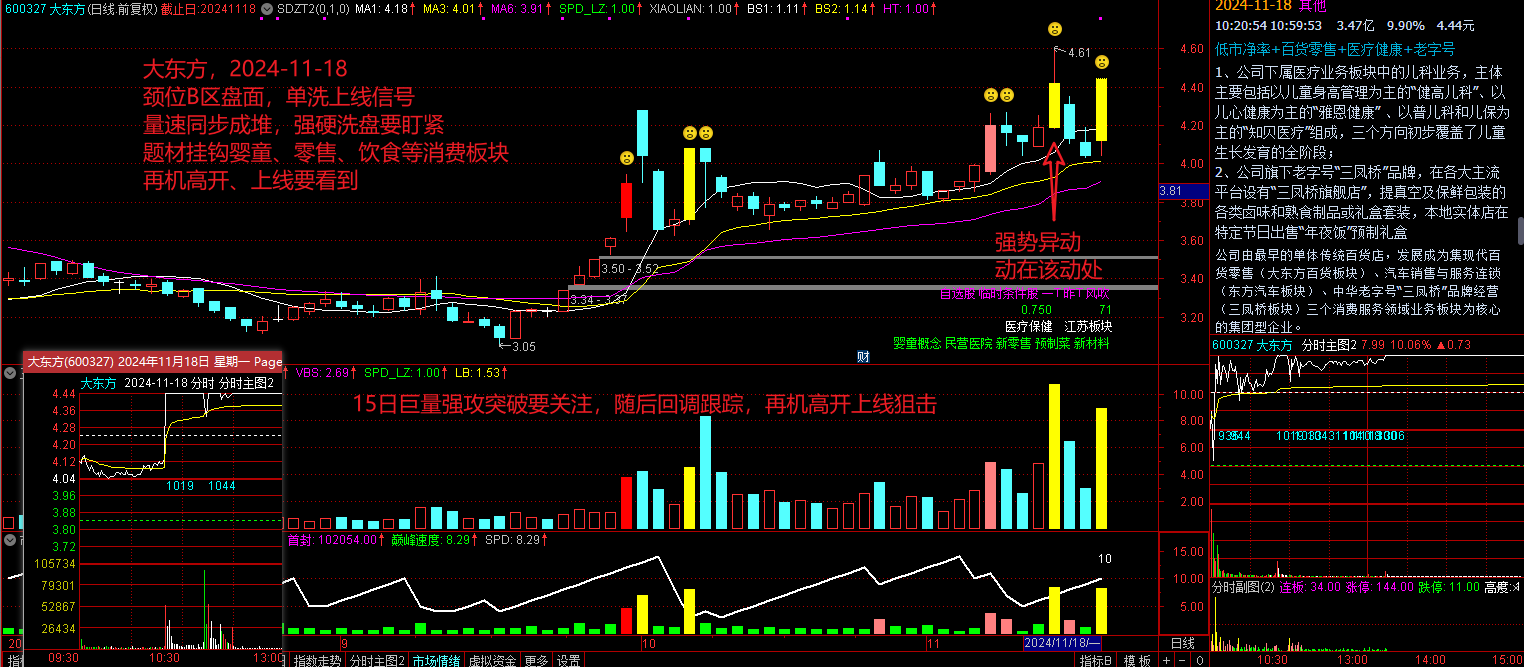 600327 大东方(日线.前复权) 截止日:20241118 SDZT2(0,1,0) MA1: 4.18↑ MA3: 4.01↑ MA6: 3.91↑ SPD_LZ: 1.00↑ XIAOLIAN: 1.00↑ BS1: 1.11↑ BS2: 1.14↑ HT: 1.00↑
大东方，2024-11-18
颈位B区盘面，单洗上线信号
量速同步成堆，强硬洗盘要盯紧
题材挂钩婴童、零售、饮食等消费板块
再机高开、上线要看到
4.61
强势异动
动在该动处
3.50 - 3.52
3.34 - 3.37
3.05
0.750 71
医疗保健 江苏板块
婴童概念 民营医院 新零售 预制菜 新材料
财
4.60
4.40
4.20
4.00
3.81
3.80
3.60
3.40
3.20
VBS: 2.69↑ SPD_LZ: 1.00↑ LB: 1.53↑
15日巨量强攻突破要关注，随后回调跟踪，再机高开上线狙击
10.00
8.00
6.00
4.00
2.00
首封: 102054.00↑ 巅峰速度: 8.29↑ SPD: 8.29↑
10
15.00
10.00
5.00
9
10
11
2024/11/18/一
日线
指数走势 分时主图2 市场情绪 虚拟资金 更多 设置
指标B 模板 + - 0
大东方(600327) 2024年11月18日 星期一 Page
大东方 2024-11-18 分时 分时主图2
4.44
4.36
4.28
4.20
4.12
4.04
3.96
3.88
3.80
3.72
1019 1044
105734
79301
52867
26434
09:30 10:30 13:00
2024-11-18 其他
10:20:54 10:59:53 3.47亿 9.90% 4.44元
低市净率+百货零售+医疗健康+老字号
1、公司下属医疗业务板块中的儿科业务，主体
主要包括以儿童身高管理为主的“健高儿科”、以
儿心健康为主的“雅恩健康” 、以普儿科和儿保为
主的“知贝医疗”组成，三个方向初步覆盖了儿童
生长发育的全阶段；
2、公司旗下老字号“三凤桥”品牌，在各大主流
平台设有“三凤桥旗舰店”，提真空及保鲜包装的
各类卤味和熟食制品或礼盒套装，本地实体店在
特定节日出售“年夜饭”预制礼盒
公司由最早的单体传统百货店，发展成为集现代百
货零售（大东方百货板块）、汽车销售与服务连锁
（东方汽车板块）、中华老字号“三凤桥”品牌经营
（三凤桥板块）三个消费服务领域业务板块为核心
的集团型企业。
600327 大东方 分时主图2 7.99 10.06% ▲0.73
分时副图(2) 连板: 34.00 涨停: 144.00 跌停: 11.00 高度: 4
10:30 13:00 14:00 15:00